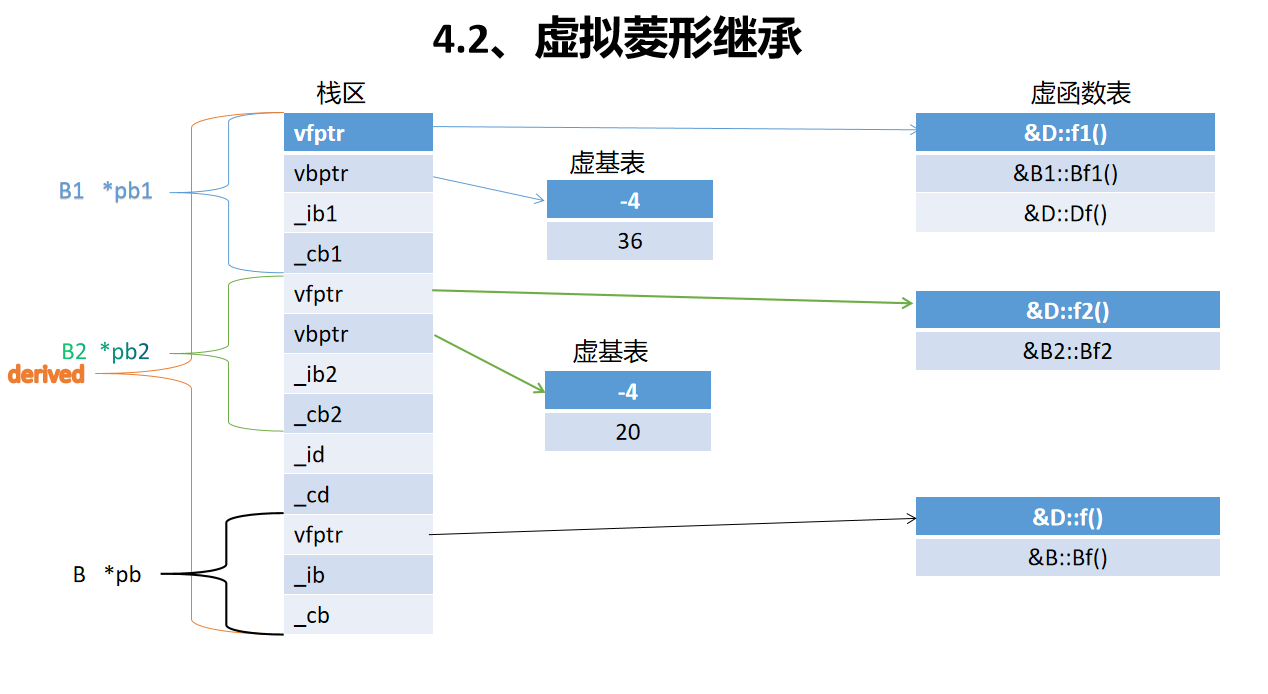 4.2、虚拟菱形继承
栈区
虚函数表
vfptr
&D::f1()
vbptr
虚基表
&B1::Bf1()
B1 *pb1
-4
_ib1
&D::Df()
36
_cb1
vfptr
&D::f2()
vbptr
B2 *pb2
虚基表
&B2::Bf2
derived
_ib2
-4
_cb2
20
_id
_cd
&D::f()
vfptr
&B::Bf()
B *pb
_ib
_cb